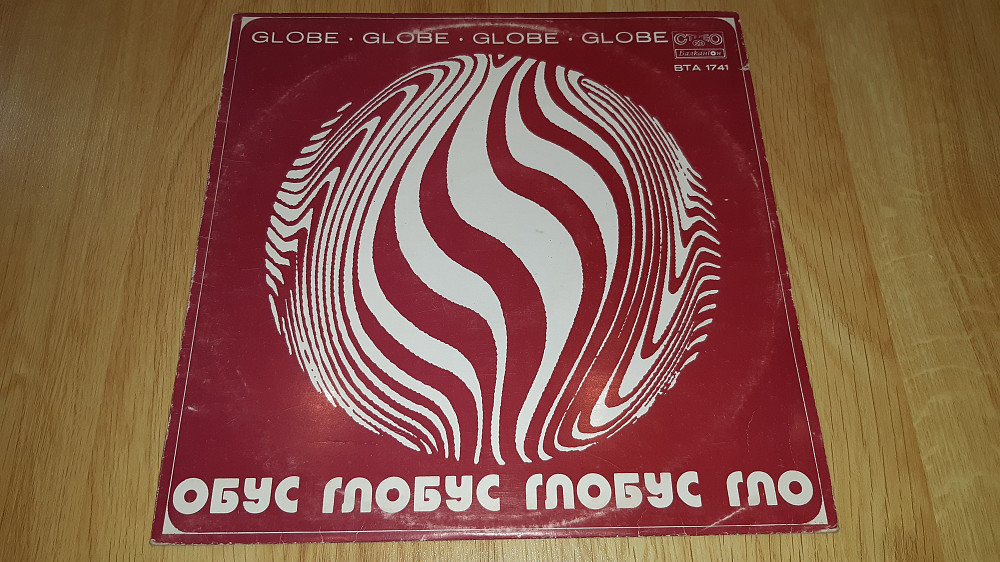 GLOBE · GLOBE · GLOBE · GLOBE
СТЕРЕО
Балкантон
ВТА 1741
ОБУС ГЛОБУС ГЛОБУС ГЛО